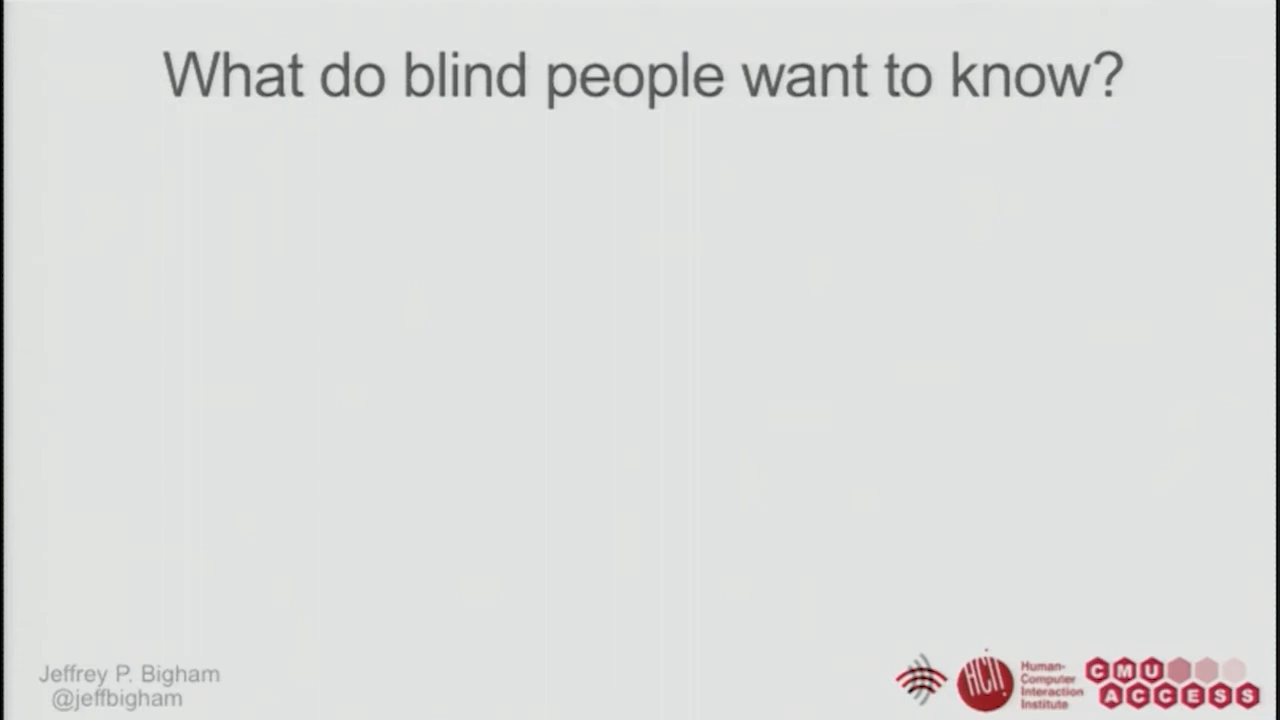 What do blind people want to know?
Jeffrey P. Bigham
@jeffbigham
HCII
Human-
Computer
Interaction
Institute
CMU
ACCESS